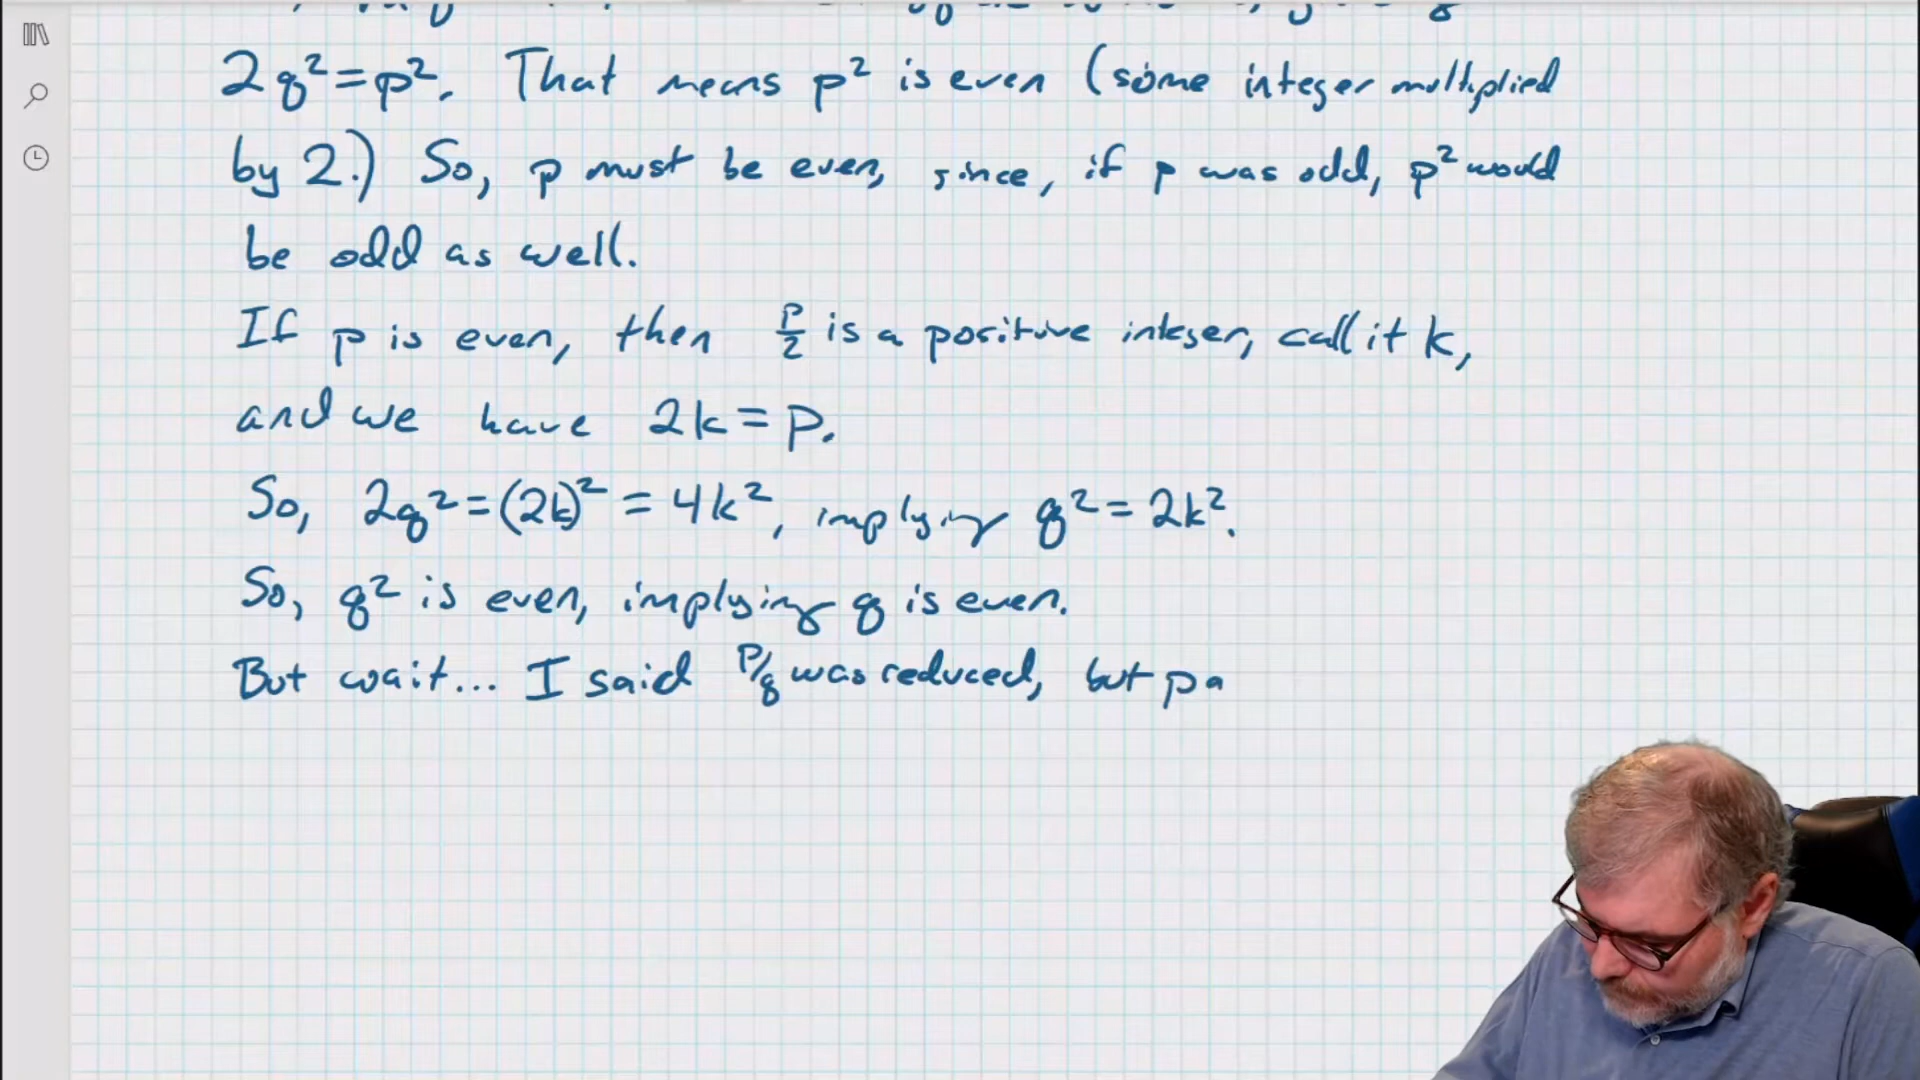 2q²=p². That means p² is even (some integer multiplied
by 2.) So, p must be even, since, if p was odd, p² would
be odd as well.
If p is even, then p/2 is a positive integer, call it k,
and we have 2k = p.
So, 2q² = (2k)² = 4k², implying q² = 2k².
So, q² is even, implying q is even.
But wait... I said p/q was reduced, but p a